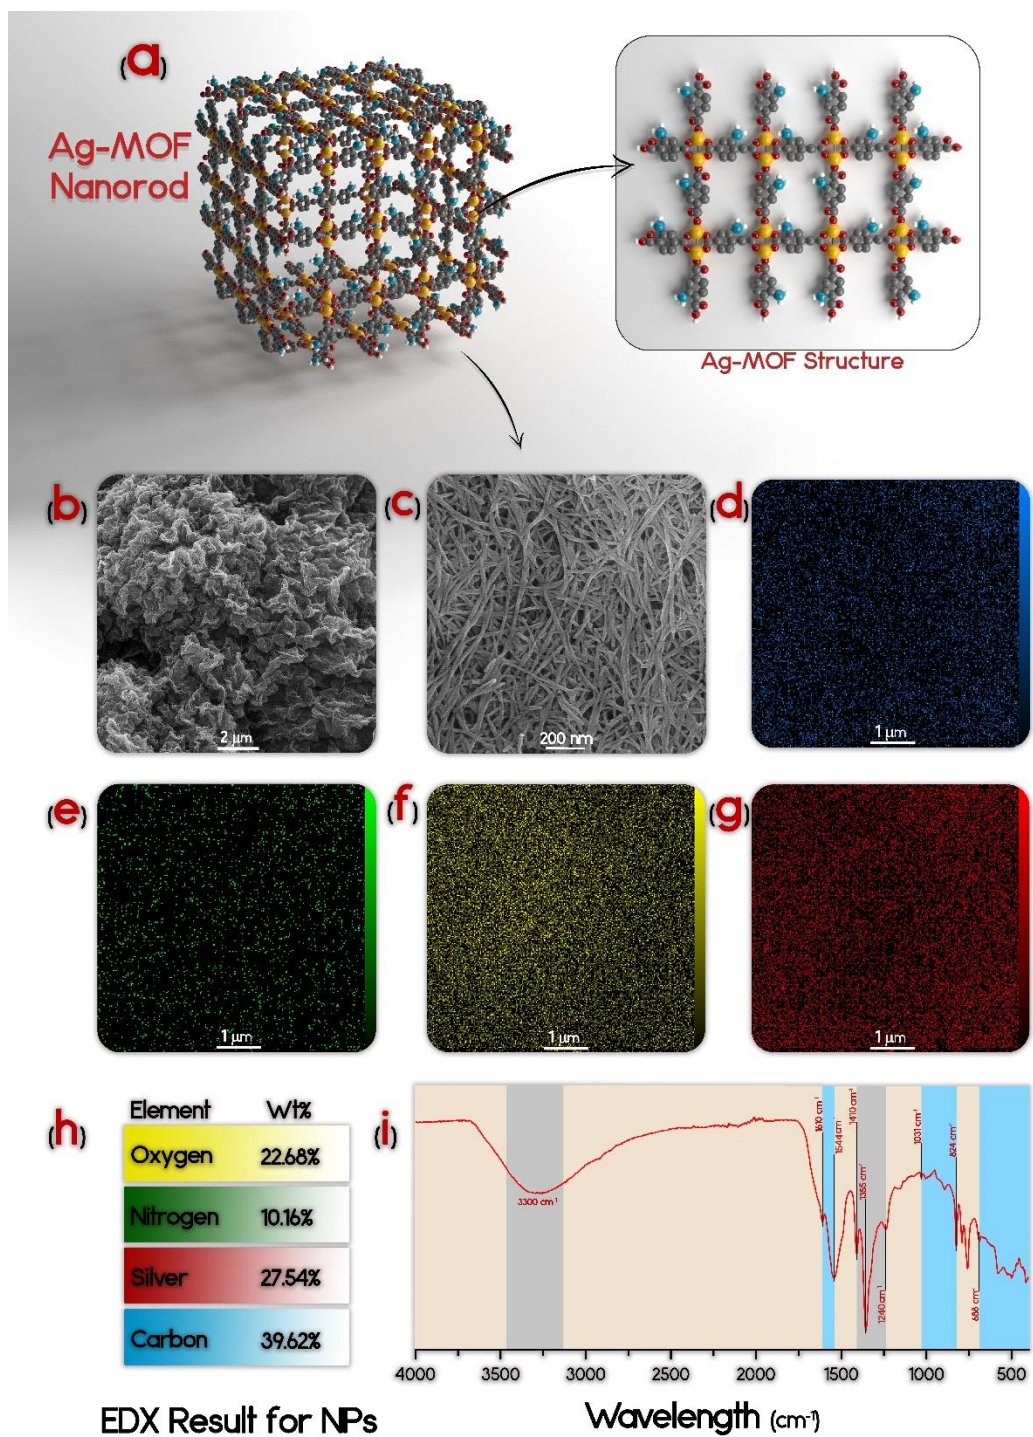 (a)
Ag-MOF
Nanorod
Ag-MOF Structure
(b)
2 μm
(c)
200 nm
(d)
1 μm
(e)
1 μm
(f)
1 μm
(g)
1 μm
(h)
Element Wt%
Oxygen 22.68%
Nitrogen 10.16%
Silver 27.54%
Carbon 39.62%
EDX Result for NPs
(i)
3300 cm⁻¹
1610 cm⁻¹
1544 cm⁻¹
1410 cm⁻¹
1355 cm⁻¹
1240 cm⁻¹
1031 cm⁻¹
824 cm⁻¹
686 cm⁻¹
4000 3500 3000 2500 2000 1500 1000 500
Wavelength (cm⁻¹)